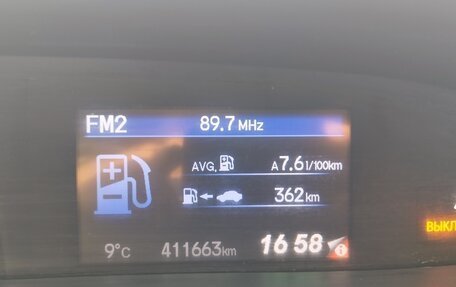 FM2 89.7 MHz
AVG. A 7.6 l/100km
362 km
9°C 411663 km 16 58 i
ВЫКЛ